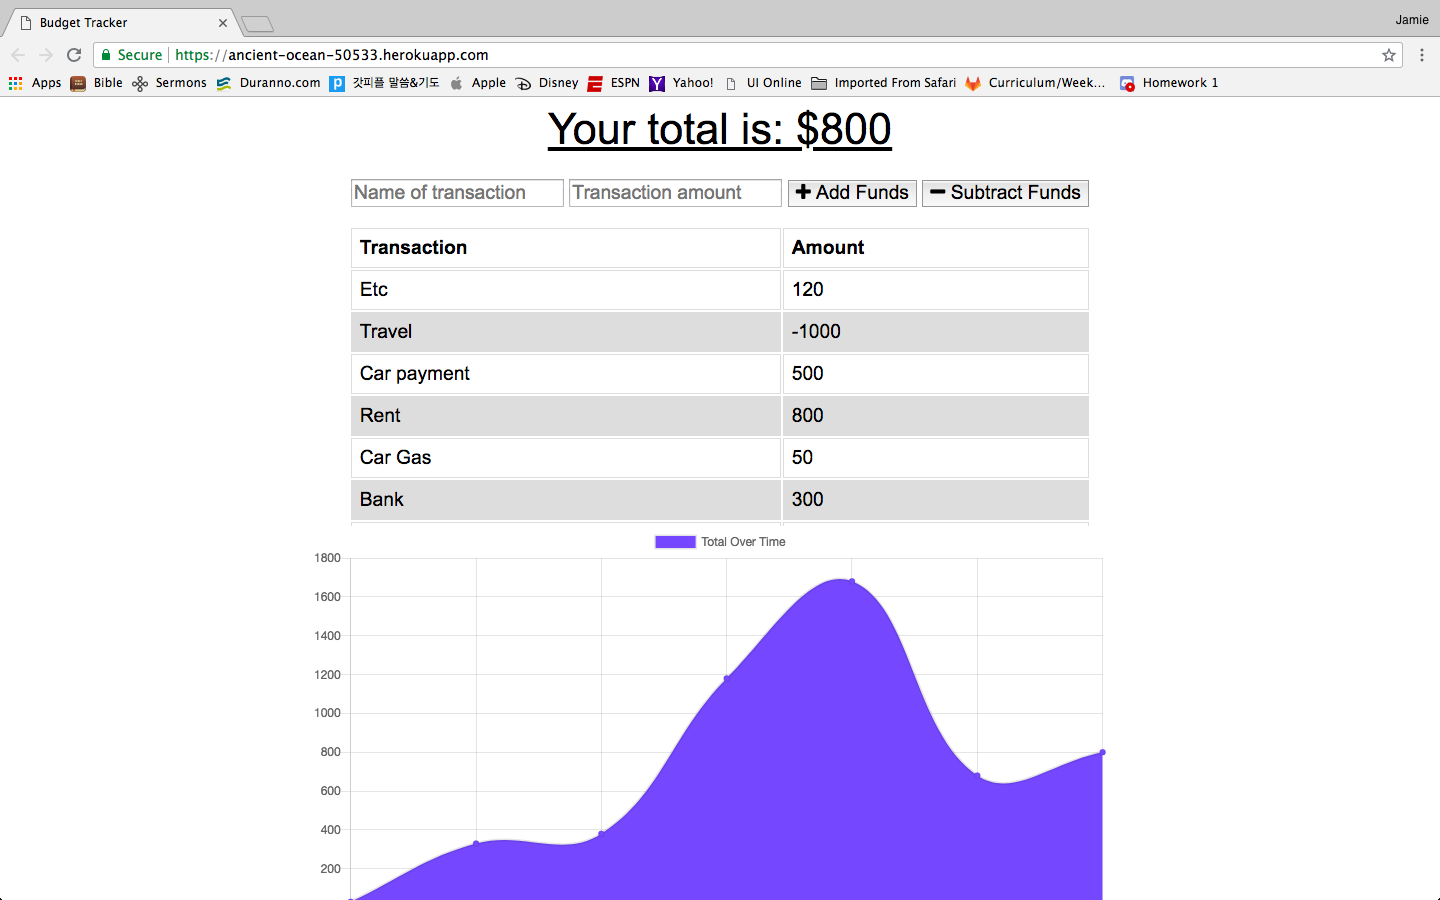 Budget Tracker
Jamie
Secure https://ancient-ocean-50533.herokuapp.com
Apps Bible Sermons Duranno.com 갓피플 말씀&기도 Apple Disney ESPN Yahoo! UI Online Imported From Safari Curriculum/Week... Homework 1
Your total is: $800
Name of transaction Transaction amount Add Funds Subtract Funds
Transaction Amount
Etc 120
Travel -1000
Car payment 500
Rent 800
Car Gas 50
Bank 300
Total Over Time
1800
1600
1400
1200
1000
800
600
400
200